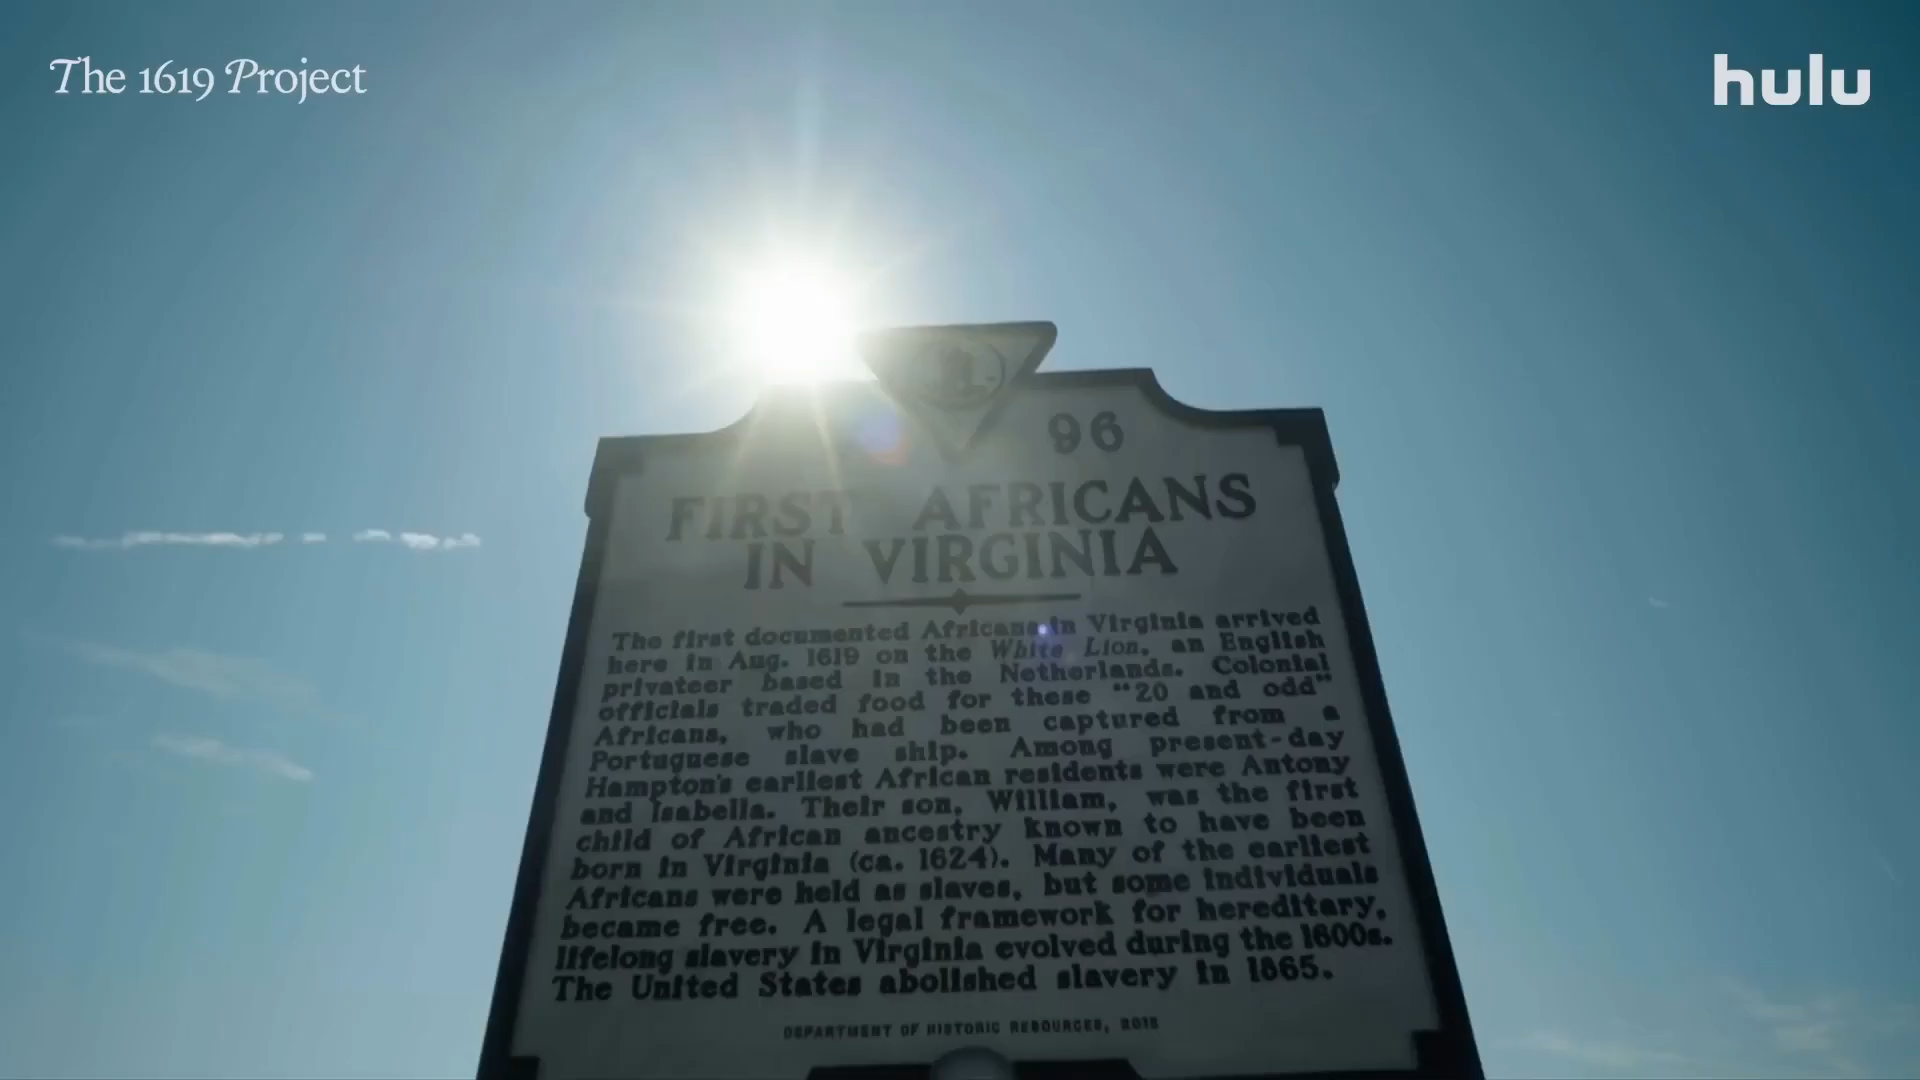 The 1619 Project
hulu
96
FIRST AFRICANS
IN VIRGINIA
The first documented Africans in Virginia arrived
here in Aug. 1619 on the White Lion, an English
privateer based in the Netherlands. Colonial
officials traded food for these “20 and odd”
Africans, who had been captured from a
Portuguese slave ship. Among present-day
Hampton's earliest African residents were Antony
and Isabella. Their son, William, was the first
child of African ancestry known to have been
born in Virginia (ca. 1624). Many of the earliest
Africans were held as slaves, but some individuals
became free. A legal framework for hereditary,
lifelong slavery in Virginia evolved during the 1600s.
The United States abolished slavery in 1865.
DEPARTMENT OF HISTORIC RESOURCES, 2015